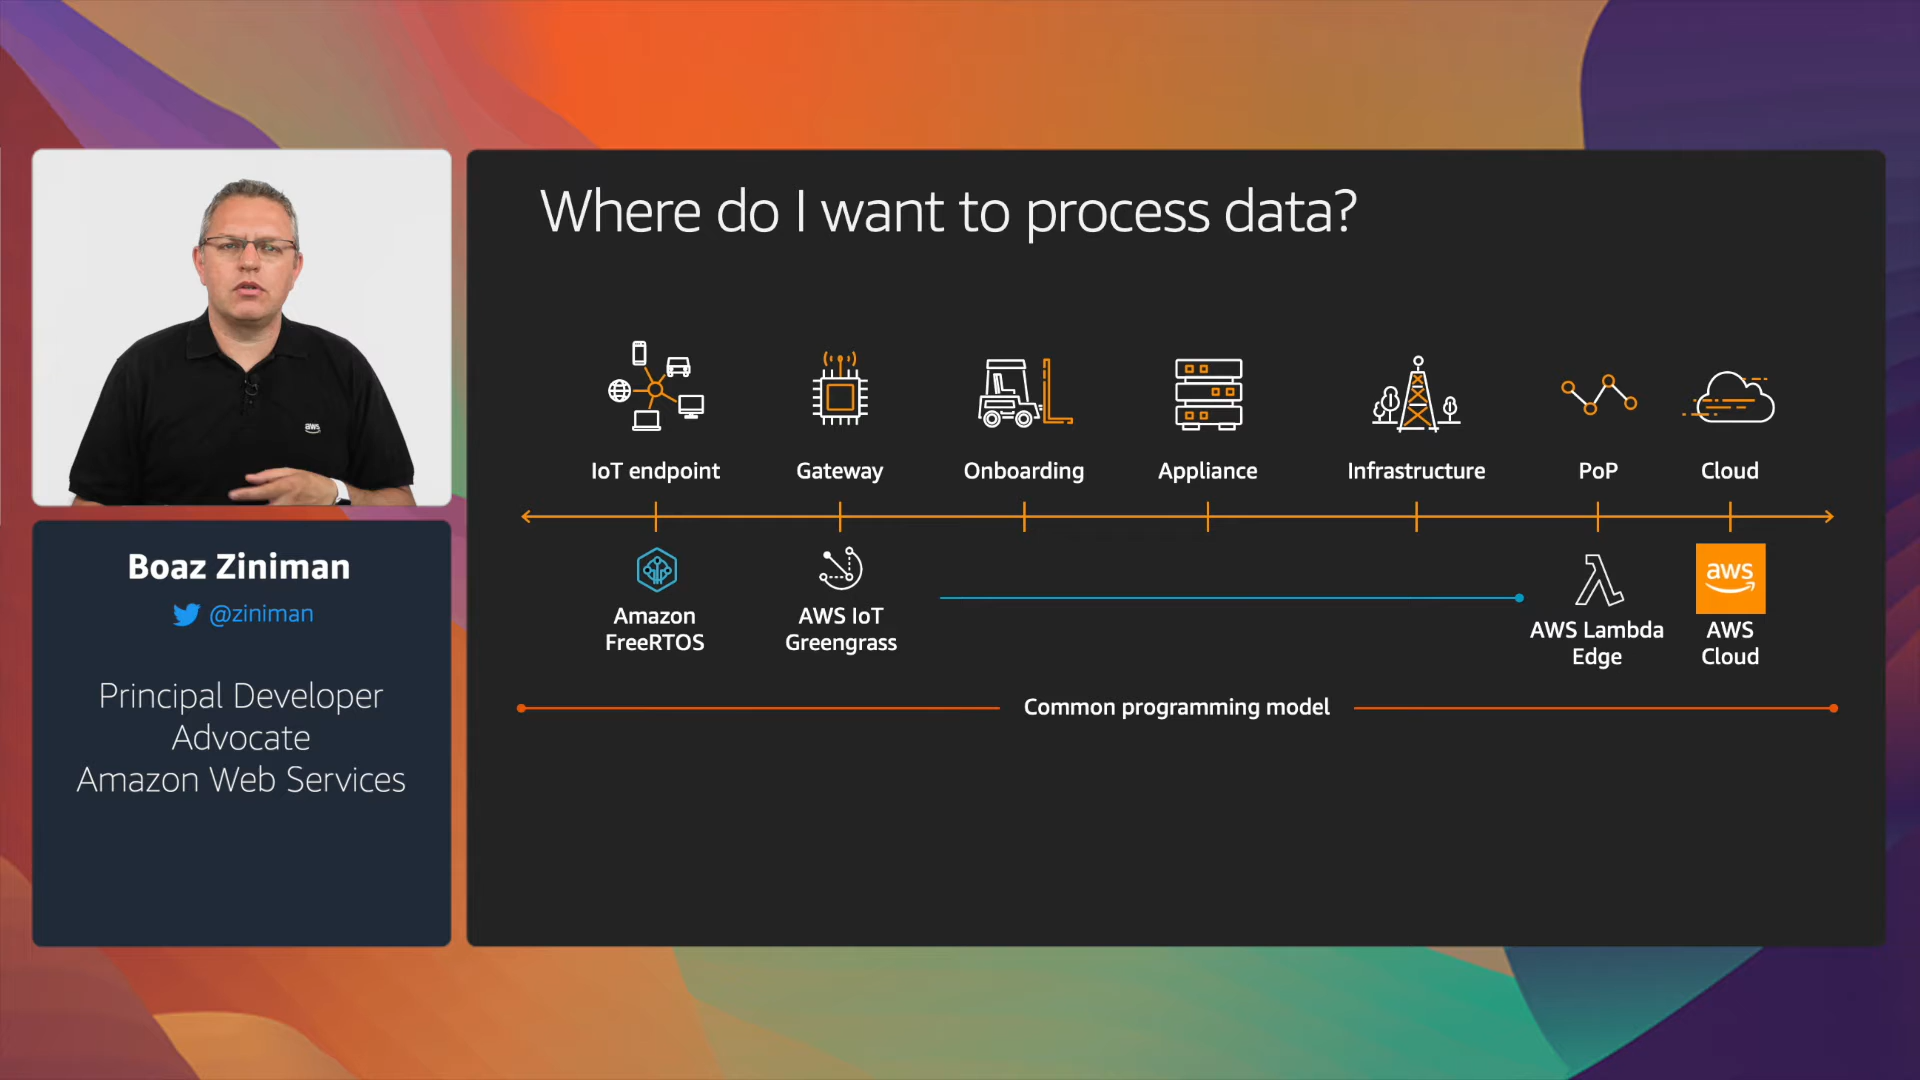 aws
Boaz Ziniman
@ziniman
Principal Developer
Advocate
Amazon Web Services
Where do I want to process data?
IoT endpoint
Gateway
Onboarding
Appliance
Infrastructure
PoP
Cloud
Amazon
FreeRTOS
AWS IoT
Greengrass
AWS Lambda
Edge
aws
AWS
Cloud
Common programming model